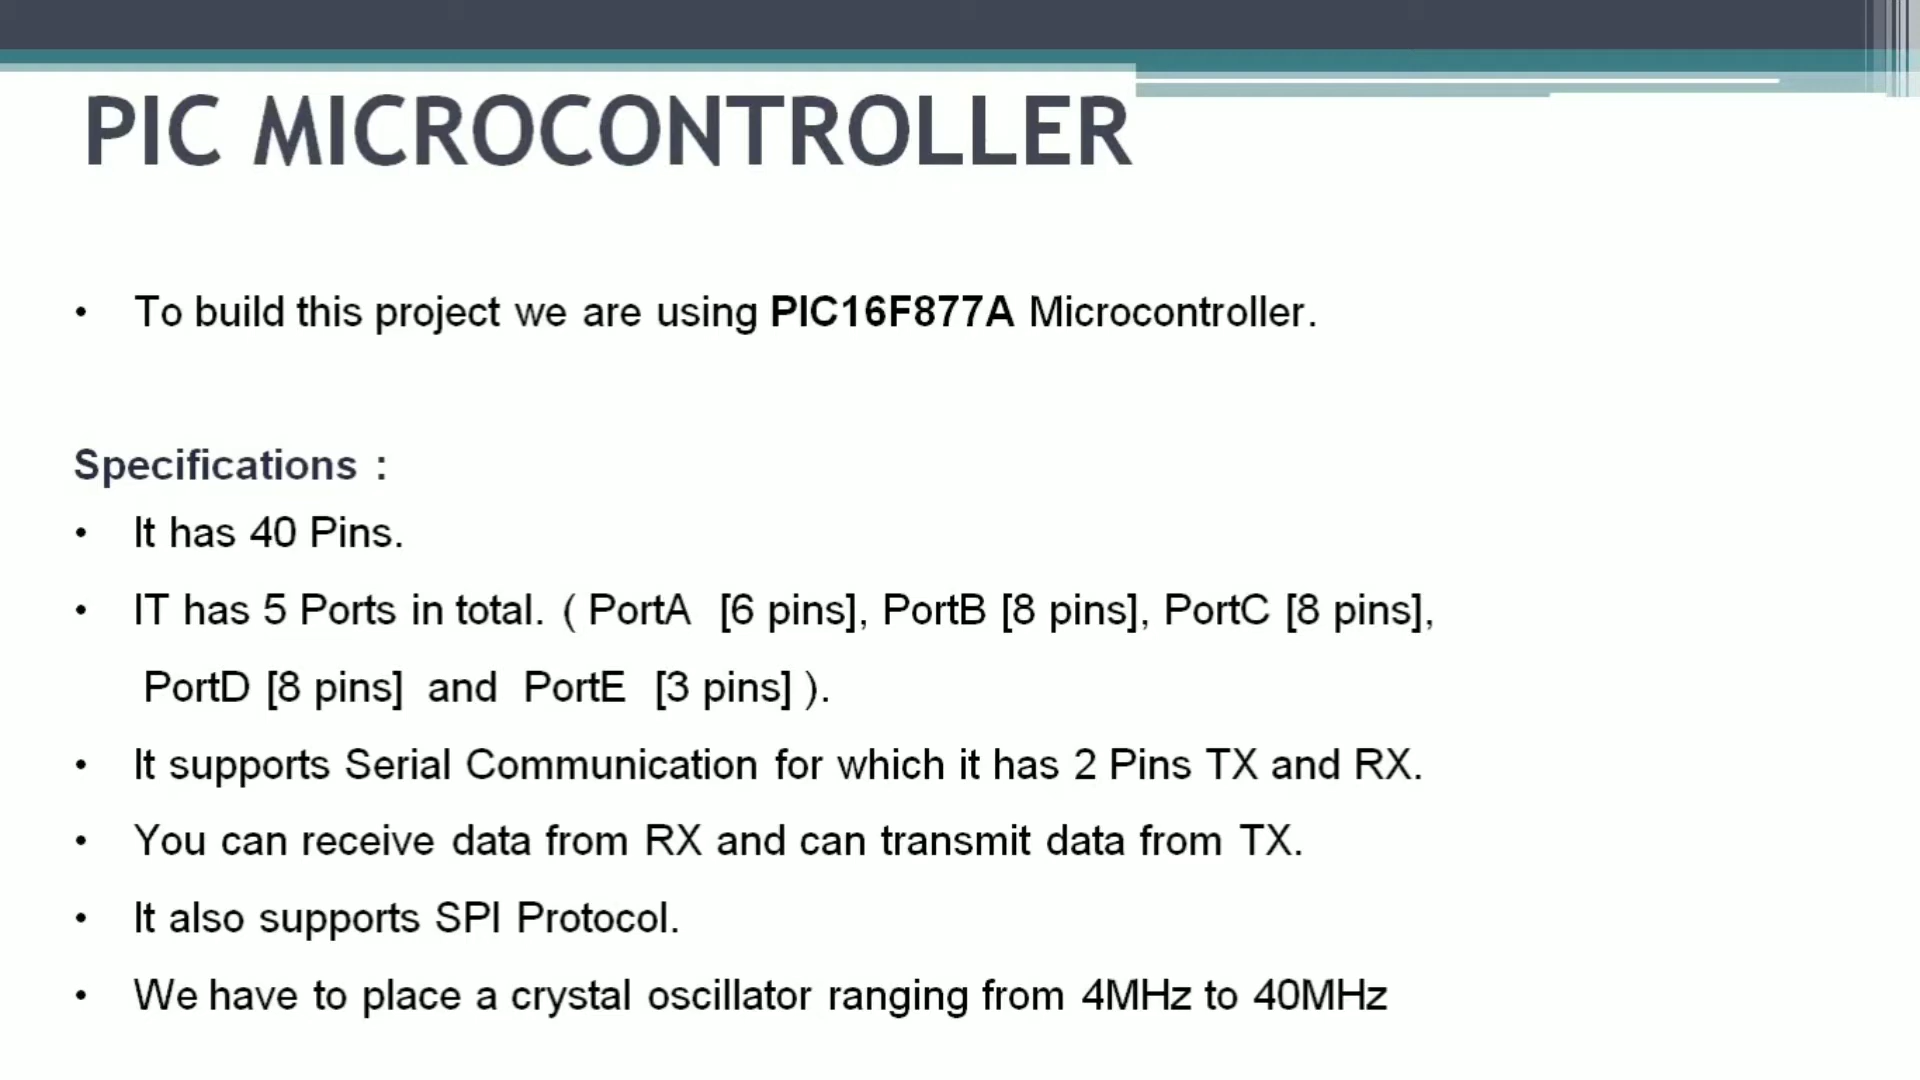 PIC MICROCONTROLLER
• To build this project we are using PIC16F877A Microcontroller.
Specifications :
• It has 40 Pins.
• IT has 5 Ports in total. ( PortA [6 pins], PortB [8 pins], PortC [8 pins],
PortD [8 pins] and PortE [3 pins] ).
• It supports Serial Communication for which it has 2 Pins TX and RX.
• You can receive data from RX and can transmit data from TX.
• It also supports SPI Protocol.
• We have to place a crystal oscillator ranging from 4MHz to 40MHz